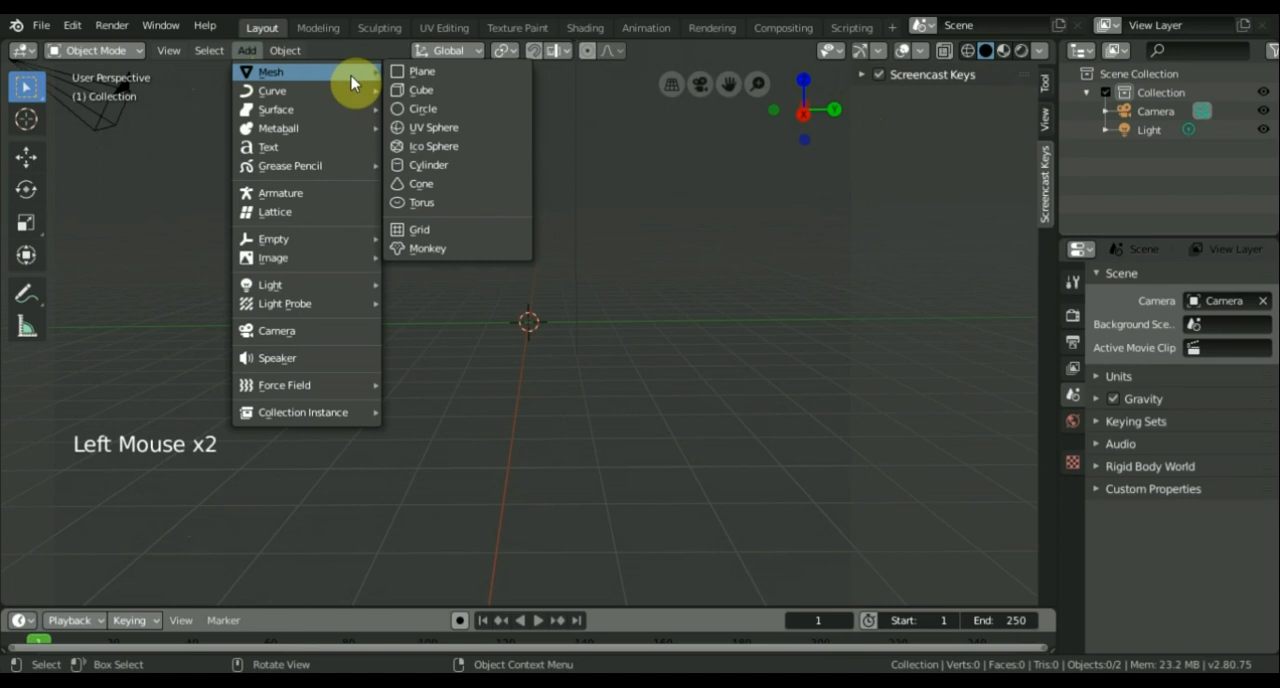 File Edit Render Window Help Layout Modeling Sculpting UV Editing Texture Paint Shading Animation Rendering Compositing Scripting + Scene View Layer
Object Mode View Select Add Object Global
User Perspective
(1) Collection
Mesh
Curve
Surface
Metaball
Text
Grease Pencil
Armature
Lattice
Empty
Image
Light
Light Probe
Camera
Speaker
Force Field
Collection Instance
Plane
Cube
Circle
UV Sphere
Ico Sphere
Cylinder
Cone
Torus
Grid
Monkey
Left Mouse x2
Screencast Keys
X
Y
Tool
View
Screencast Keys
Scene Collection
Collection
Camera
Light
Scene View Layer
Scene
Camera Camera
Background Sce..
Active Movie Clip
Units
Gravity
Keying Sets
Audio
Rigid Body World
Custom Properties
Playback Keying View Marker 1 Start: 1 End: 250
1
Select Box Select Rotate View Object Context Menu Collection | Verts:0 | Faces:0 | Tris:0 | Objects:0/2 | Mem: 23.2 MB | v2.80.75